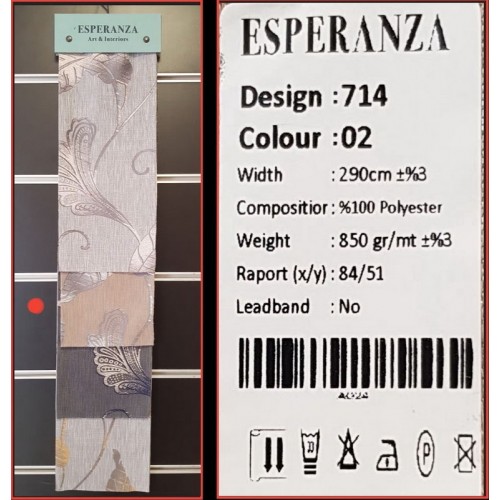 ESPERANZA
Art & Interiors
ESPERANZA
Design :714
Colour :02
Width : 290cm ±%3
Compositior : %100 Polyester
Weight : 850 gr/mt ±%3
Raport (x/y) : 84/51
Leadband : No
P